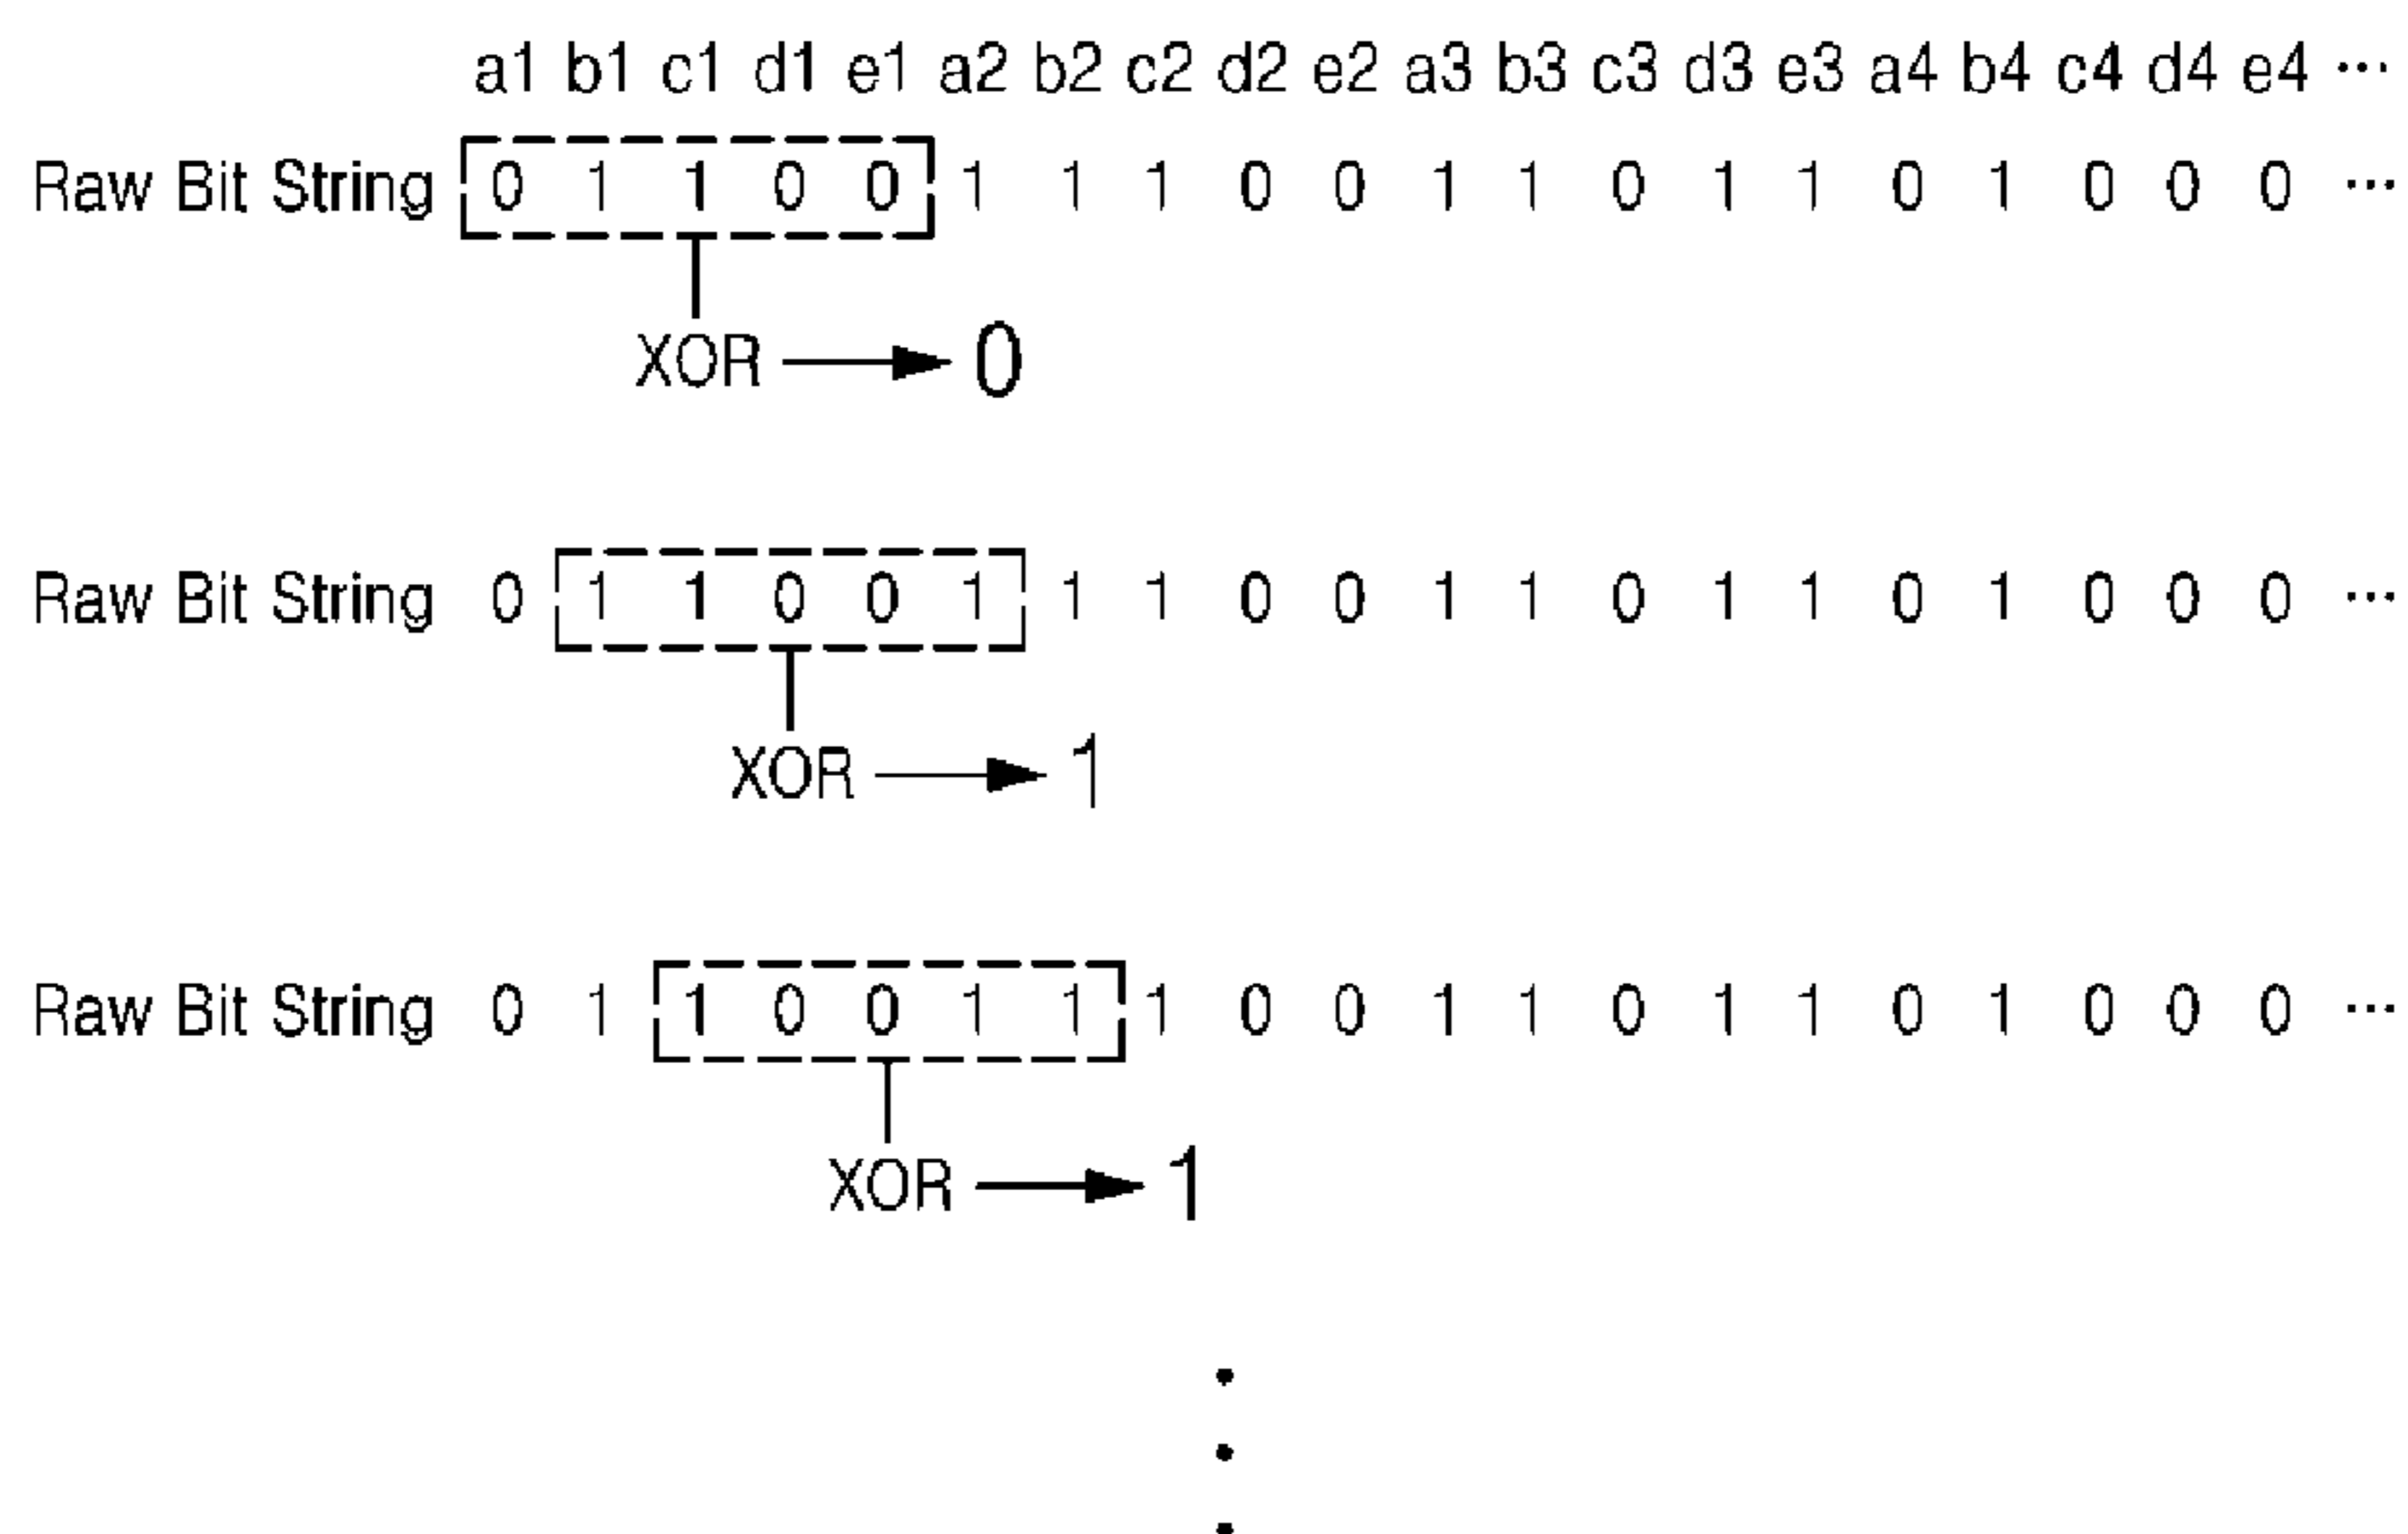 a1 b1 c1 d1 e1 a2 b2 c2 d2 e2 a3 b3 c3 d3 e3 a4 b4 c4 d4 e4 ...
Raw Bit String 0 1 1 0 0 1 1 1 0 0 1 1 0 1 1 0 1 0 0 0 ...
XOR 0
Raw Bit String 0 1 1 0 0 1 1 1 0 0 1 1 0 1 1 0 1 0 0 0 ...
XOR 1
Raw Bit String 0 1 1 0 0 1 1 1 0 0 1 1 0 1 1 0 1 0 0 0 ...
XOR 1